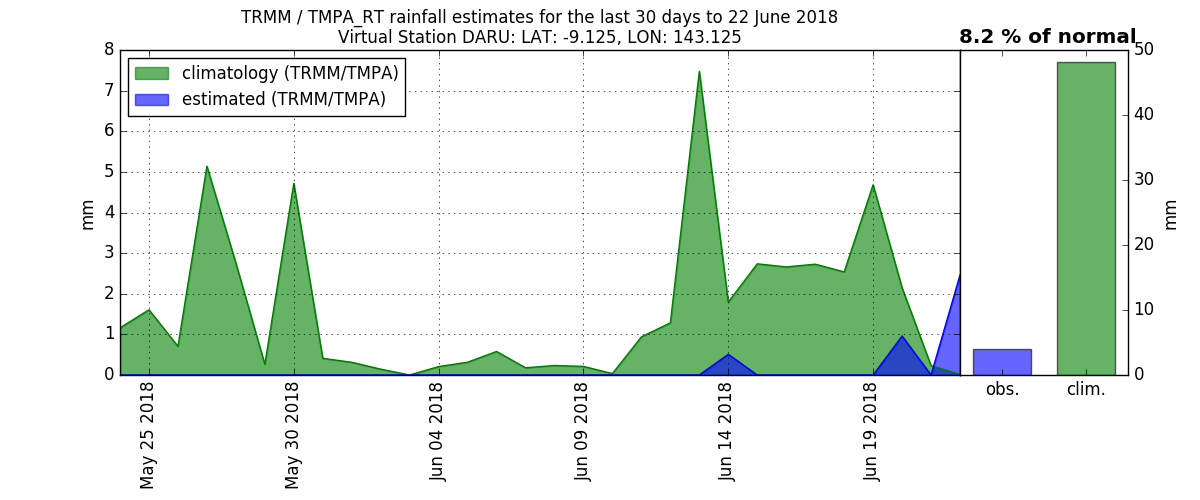 TRMM / TMPA_RT rainfall estimates for the last 30 days to 22 June 2018
Virtual Station DARU: LAT: -9.125, LON: 143.125
8.2 % of normal
climatology (TRMM/TMPA)
estimated (TRMM/TMPA)
8
7
6
5
4
3
2
1
0
mm
50
40
30
20
10
0
mm
obs.
clim.
May 25 2018
May 30 2018
Jun 04 2018
Jun 09 2018
Jun 14 2018
Jun 19 2018